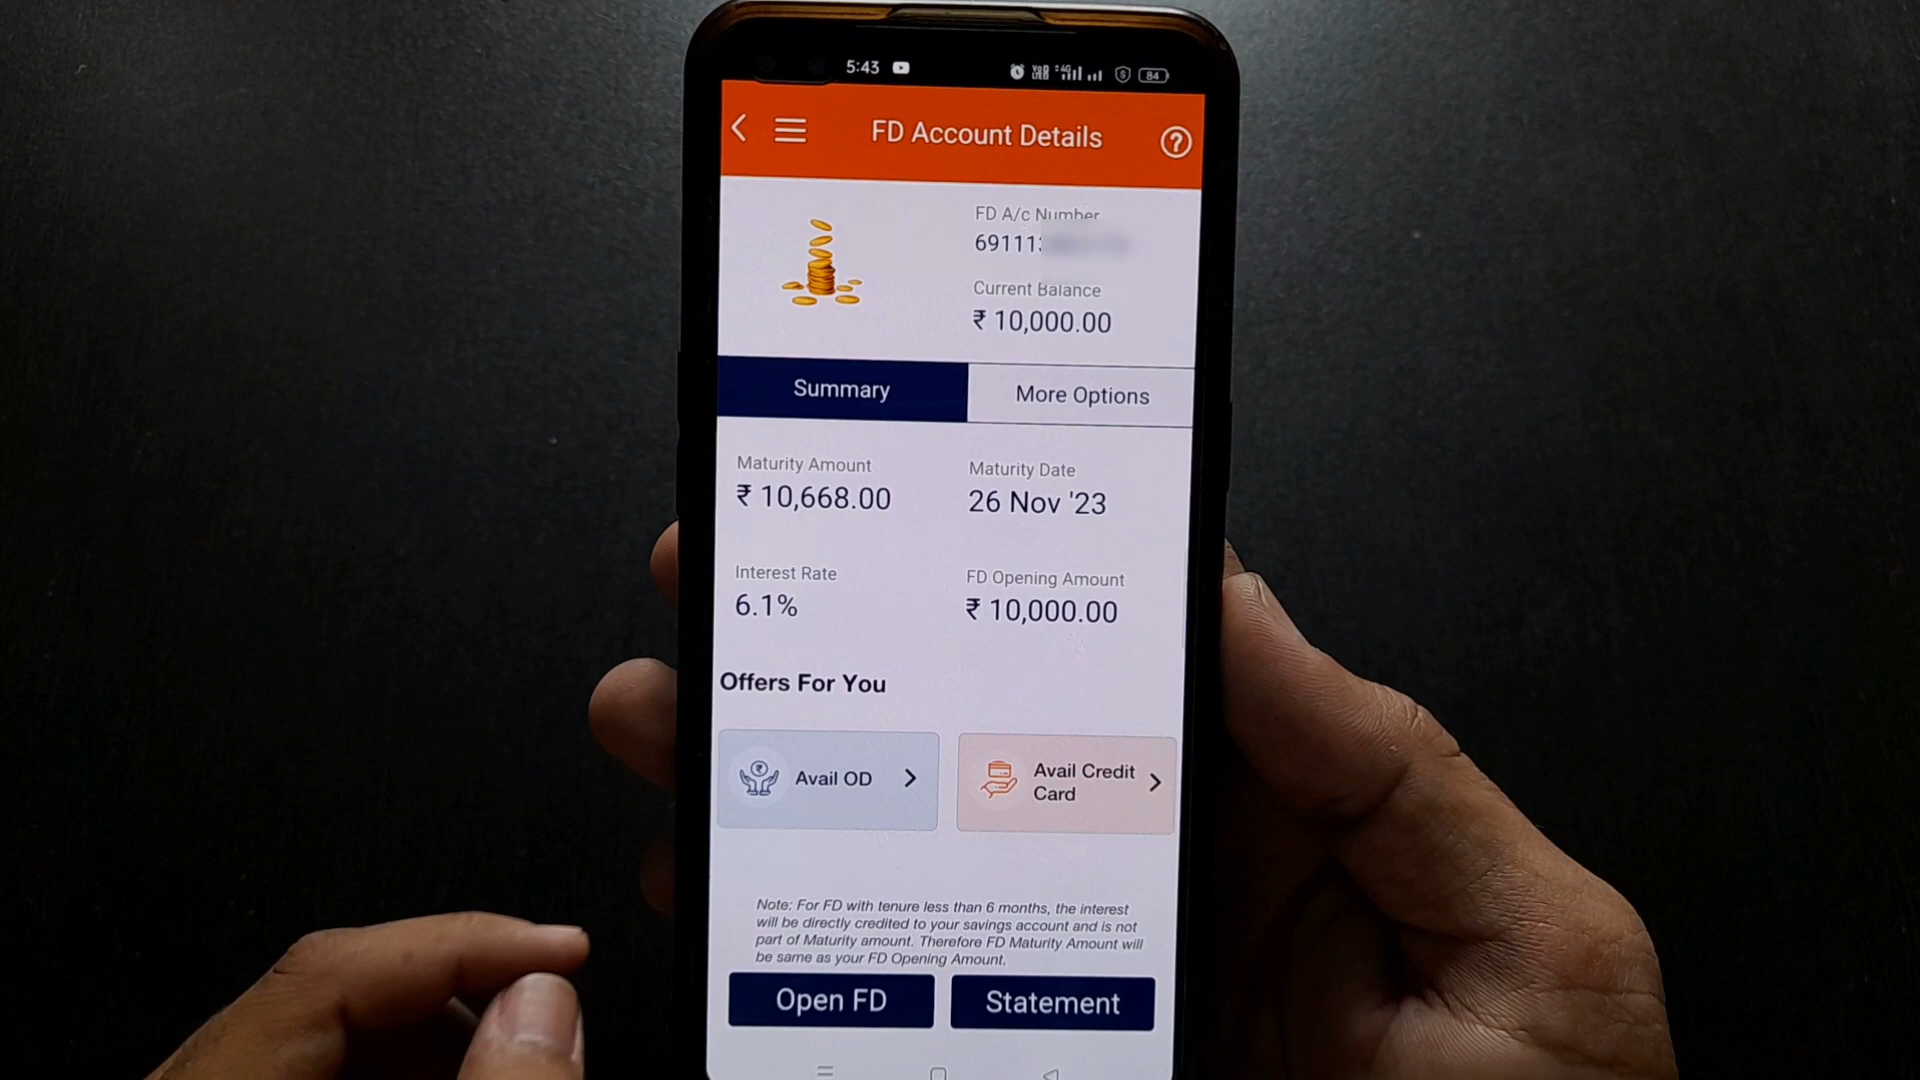 5:43
84
FD Account Details
FD A/c Number
69111
Current Balance
₹ 10,000.00
Summary
More Options
Maturity Amount
Maturity Date
₹ 10,668.00
26 Nov '23
Interest Rate
FD Opening Amount
6.1%
₹ 10,000.00
Offers For You
Avail OD
Avail Credit
Card
Note: For FD with tenure less than 6 months, the interest
will be directly credited to your savings account and is not
part of Maturity amount. Therefore FD Maturity Amount will
be same as your FD Opening Amount.
Open FD
Statement